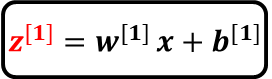 z^[1] = w^[1] x + b^[1]